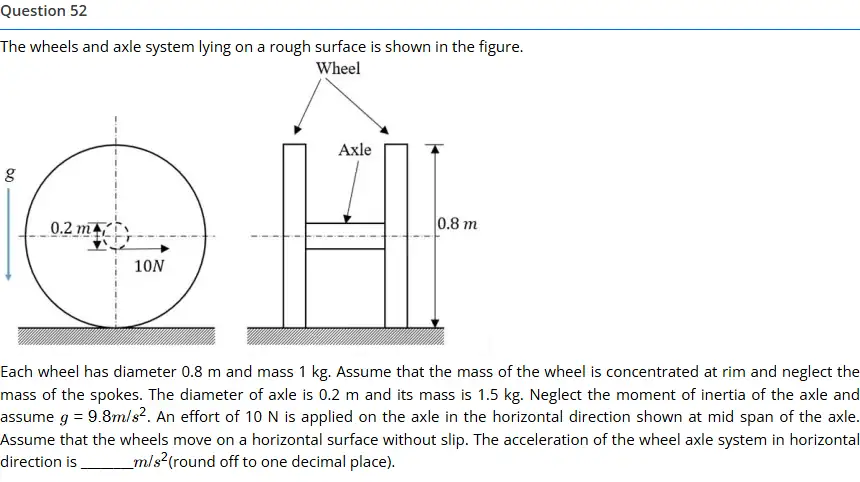 Question 52
The wheels and axle system lying on a rough surface is shown in the figure.
Wheel
Axle
g
0.2 m
0.8 m
10N
Each wheel has diameter 0.8 m and mass 1 kg. Assume that the mass of the wheel is concentrated at rim and neglect the
mass of the spokes. The diameter of axle is 0.2 m and its mass is 1.5 kg. Neglect the moment of inertia of the axle and
assume g = 9.8m/s². An effort of 10 N is applied on the axle in the horizontal direction shown at mid span of the axle.
Assume that the wheels move on a horizontal surface without slip. The acceleration of the wheel axle system in horizontal
direction is _______m/s²(round off to one decimal place).